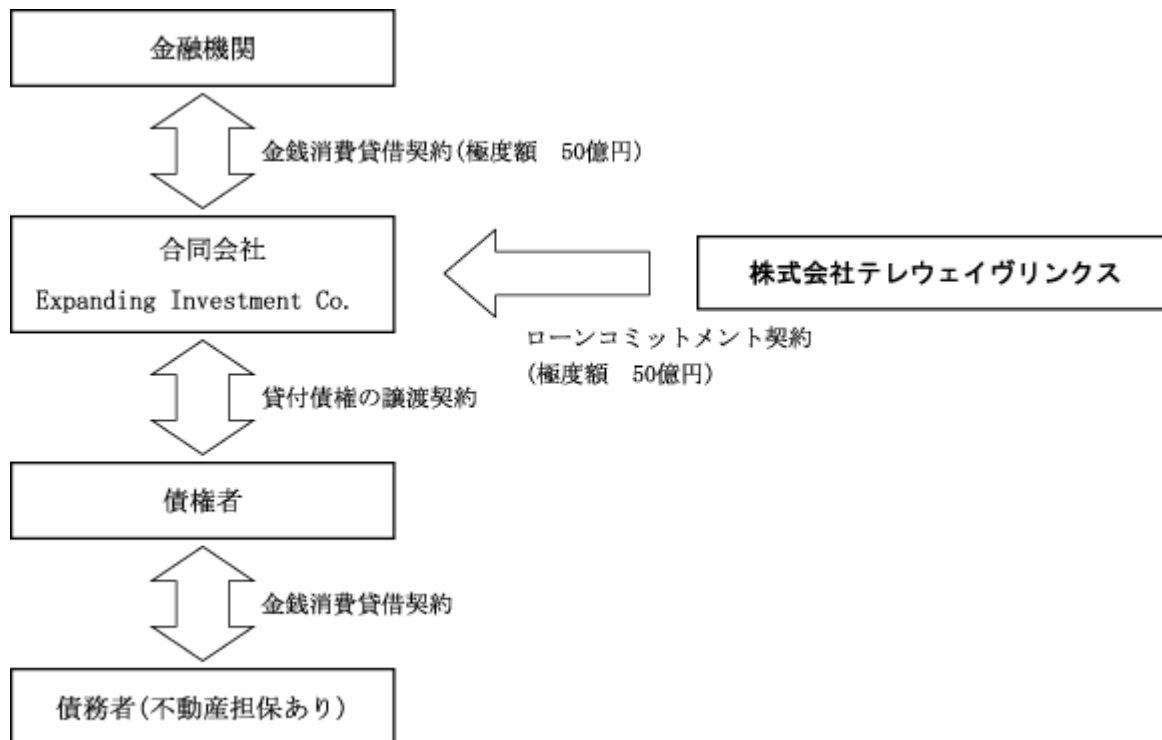 金融機関
金銭消費貸借契約(極度額　50億円)
合同会社
Expanding Investment Co.
株式会社テレウェイヴリンクス
ローンコミットメント契約
(極度額　50億円)
貸付債権の譲渡契約
債権者
金銭消費貸借契約
債務者(不動産担保あり)